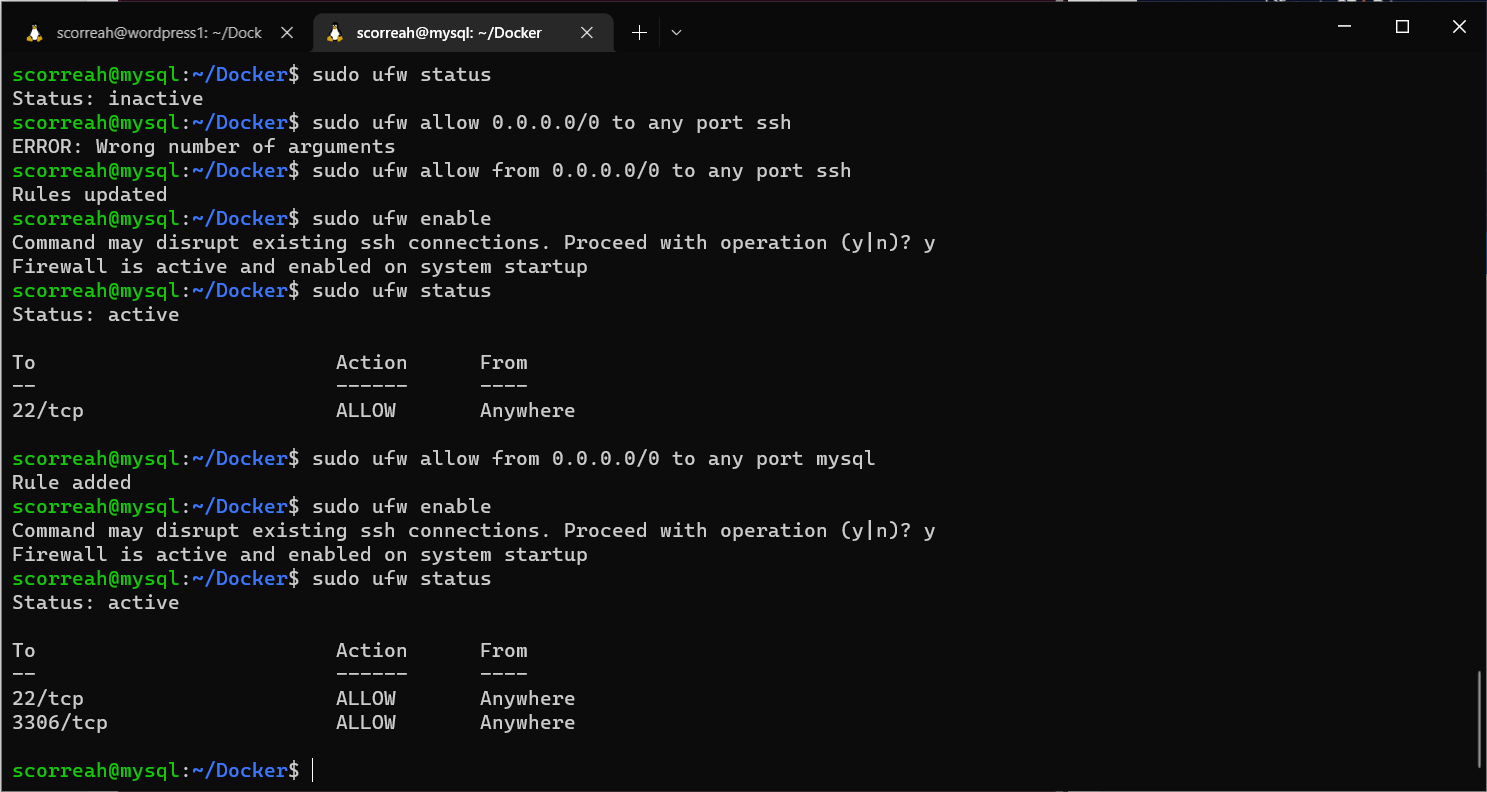 scorreah@wordpress1: ~/Dock
scorreah@mysql: ~/Docker
scorreah@mysql:~/Docker$ sudo ufw status
Status: inactive
scorreah@mysql:~/Docker$ sudo ufw allow 0.0.0.0/0 to any port ssh
ERROR: Wrong number of arguments
scorreah@mysql:~/Docker$ sudo ufw allow from 0.0.0.0/0 to any port ssh
Rules updated
scorreah@mysql:~/Docker$ sudo ufw enable
Command may disrupt existing ssh connections. Proceed with operation (y|n)? y
Firewall is active and enabled on system startup
scorreah@mysql:~/Docker$ sudo ufw status
Status: active
To                         Action      From
--                         ------      ----
22/tcp                     ALLOW       Anywhere
scorreah@mysql:~/Docker$ sudo ufw allow from 0.0.0.0/0 to any port mysql
Rule added
scorreah@mysql:~/Docker$ sudo ufw enable
Command may disrupt existing ssh connections. Proceed with operation (y|n)? y
Firewall is active and enabled on system startup
scorreah@mysql:~/Docker$ sudo ufw status
Status: active
To                         Action      From
--                         ------      ----
22/tcp                     ALLOW       Anywhere
3306/tcp                   ALLOW       Anywhere
scorreah@mysql:~/Docker$